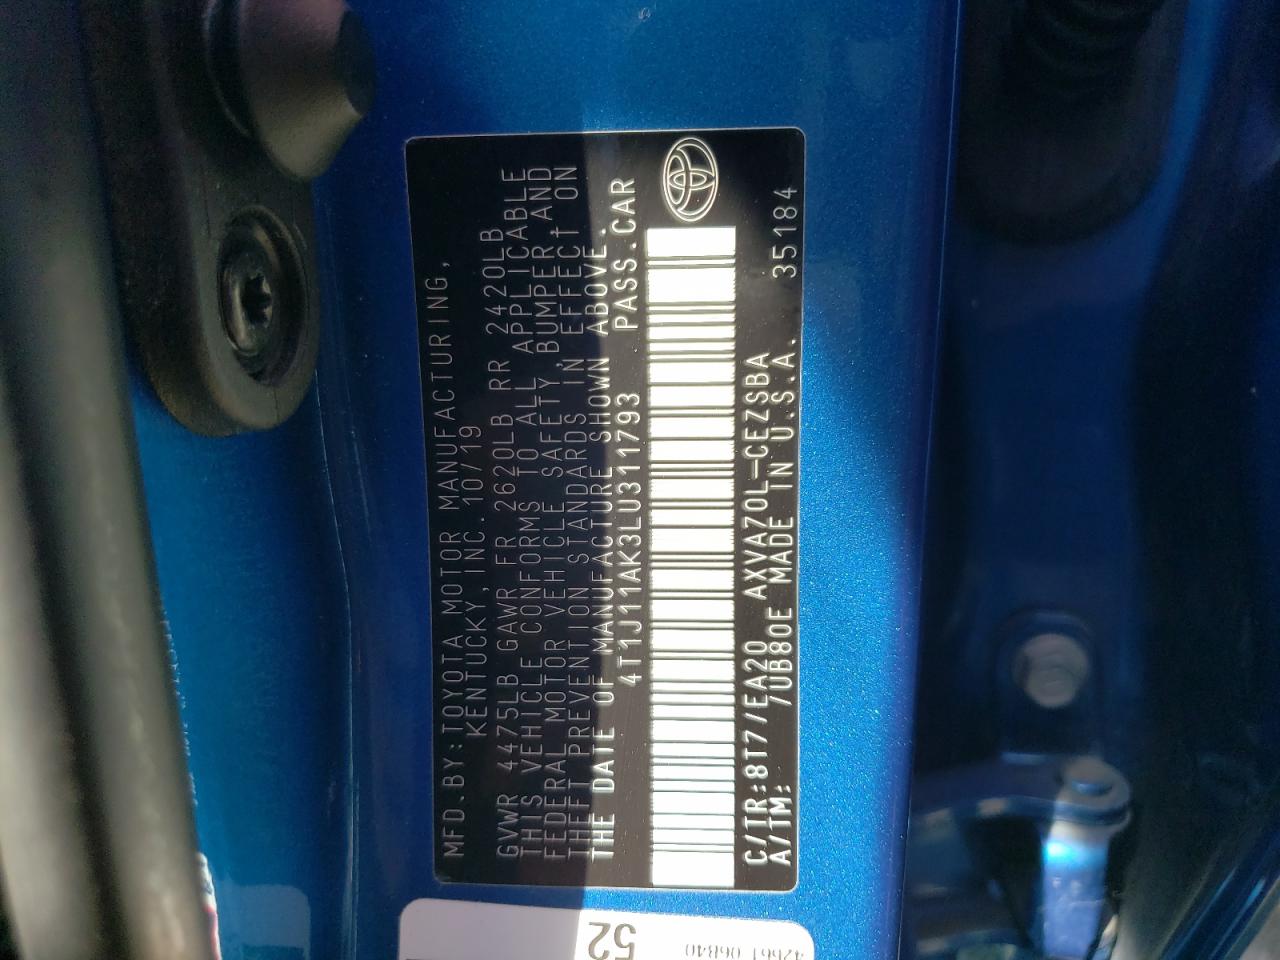 MFD.BY:TOYOTA MOTOR MANUFACTURING,
KENTUCKY, INC. 10/19
GVWR 4475LB GAWR FR 2620LB RR 2420LB
THIS VEHICLE CONFORMS TO ALL APPLICABLE
FEDERAL MOTOR VEHICLE SAFETY,BUMPER,AND
THEFT PREVENTION STANDARDS IN EFFECT ON
THE DATE OF MANUFACTURE SHOWN ABOVE.
4T1J11AK3LU311793 PASS.CAR
C/TR:8T7/EA20 AXVA70L-CEZSBA 35184
A/TM: /UB80E MADE IN U.S.A.
52
42661 06B40